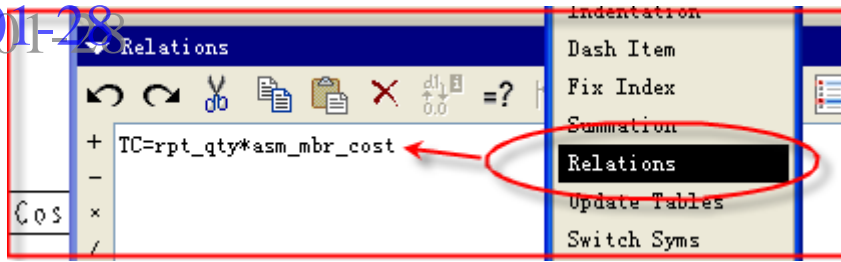 01-28
Relations
=?
+ TC=rpt_qty*asm_mbr_cost
-
×
/
Cos
Indentation
Dash Item
Fix Index
Summation
Relations
Update Tables
Switch Syms